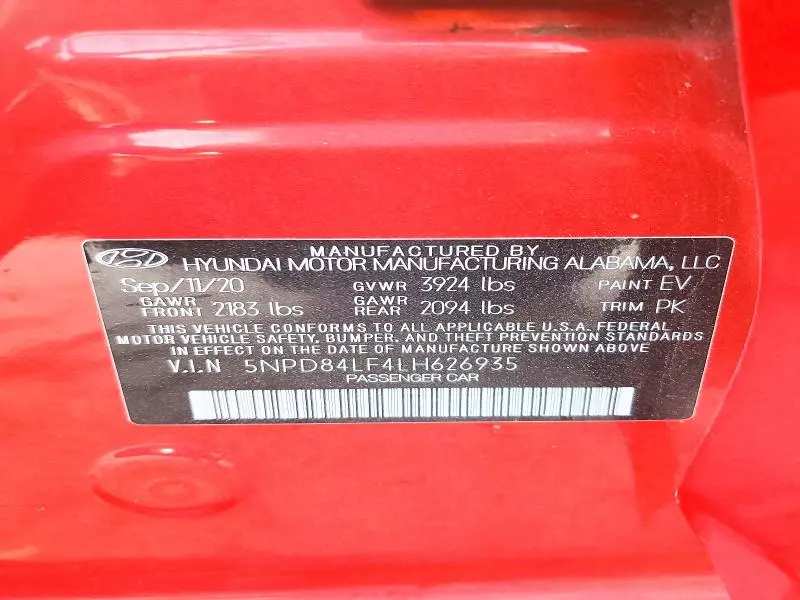 MANUFACTURED BY
HYUNDAI MOTOR MANUFACTURING ALABAMA, LLC
Sep/11/20 GVWR 3924 lbs PAINT EV
GAWR FRONT 2183 lbs GAWR REAR 2094 lbs TRIM PK
THIS VEHICLE CONFORMS TO ALL APPLICABLE U.S.A. FEDERAL
MOTOR VEHICLE SAFETY, BUMPER, AND THEFT PREVENTION STANDARDS
IN EFFECT ON THE DATE OF MANUFACTURE SHOWN ABOVE
V.I.N 5NPD84LF4LH626935
PASSENGER CAR